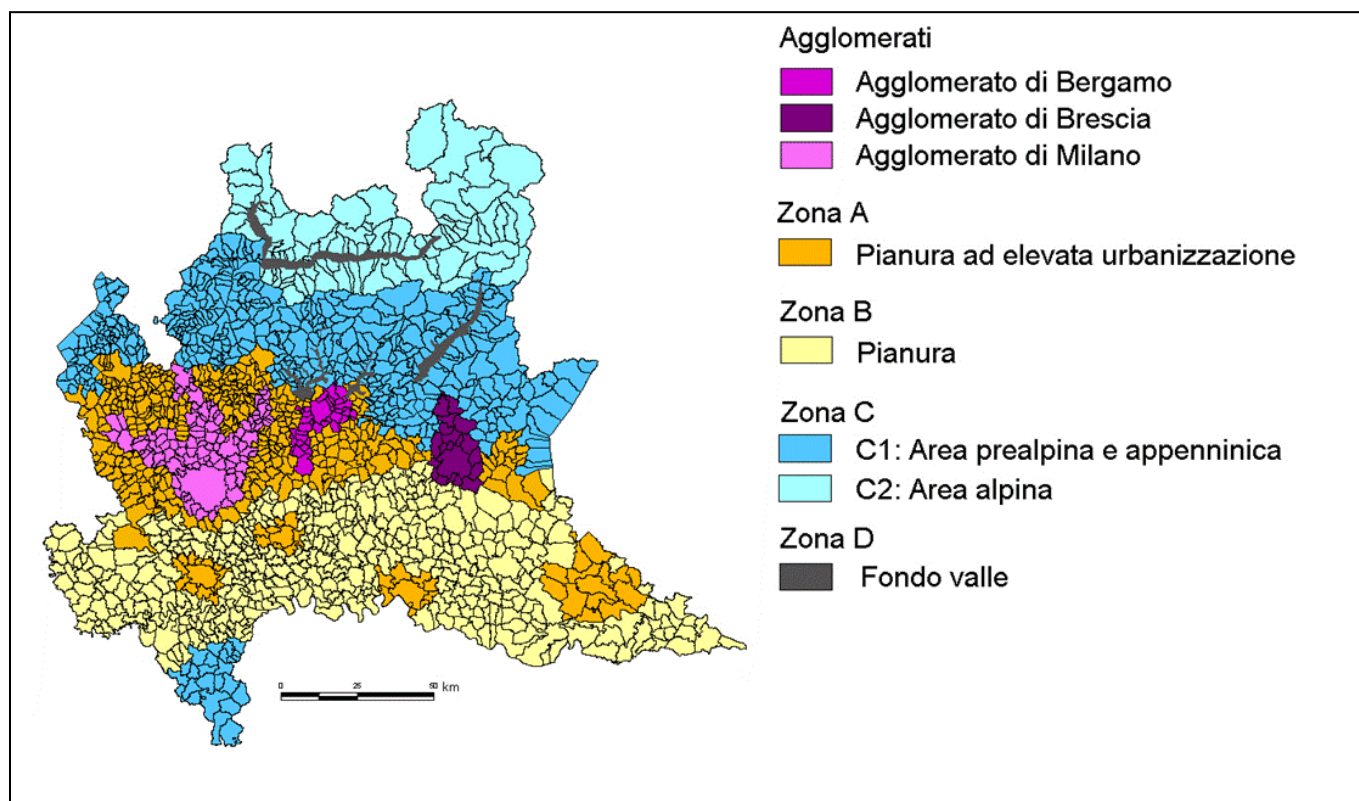 Agglomerati
Agglomerato di Bergamo
Agglomerato di Brescia
Agglomerato di Milano
Zona A
Pianura ad elevata urbanizzazione
Zona B
Pianura
Zona C
C1: Area prealpina e appenninica
C2: Area alpina
Zona D
Fondo valle
0 25 50 km